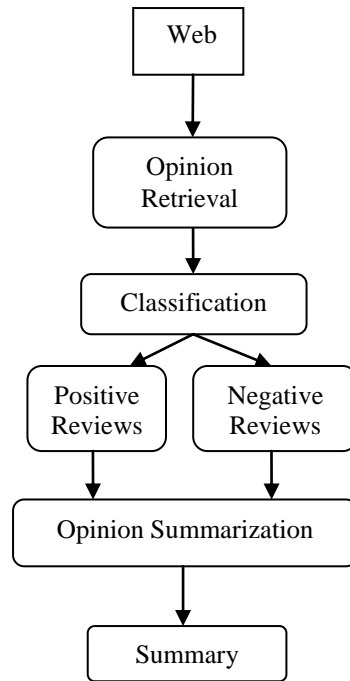 Web
Opinion
Retrieval
Classification
Positive
Reviews
Negative
Reviews
Opinion Summarization
Summary